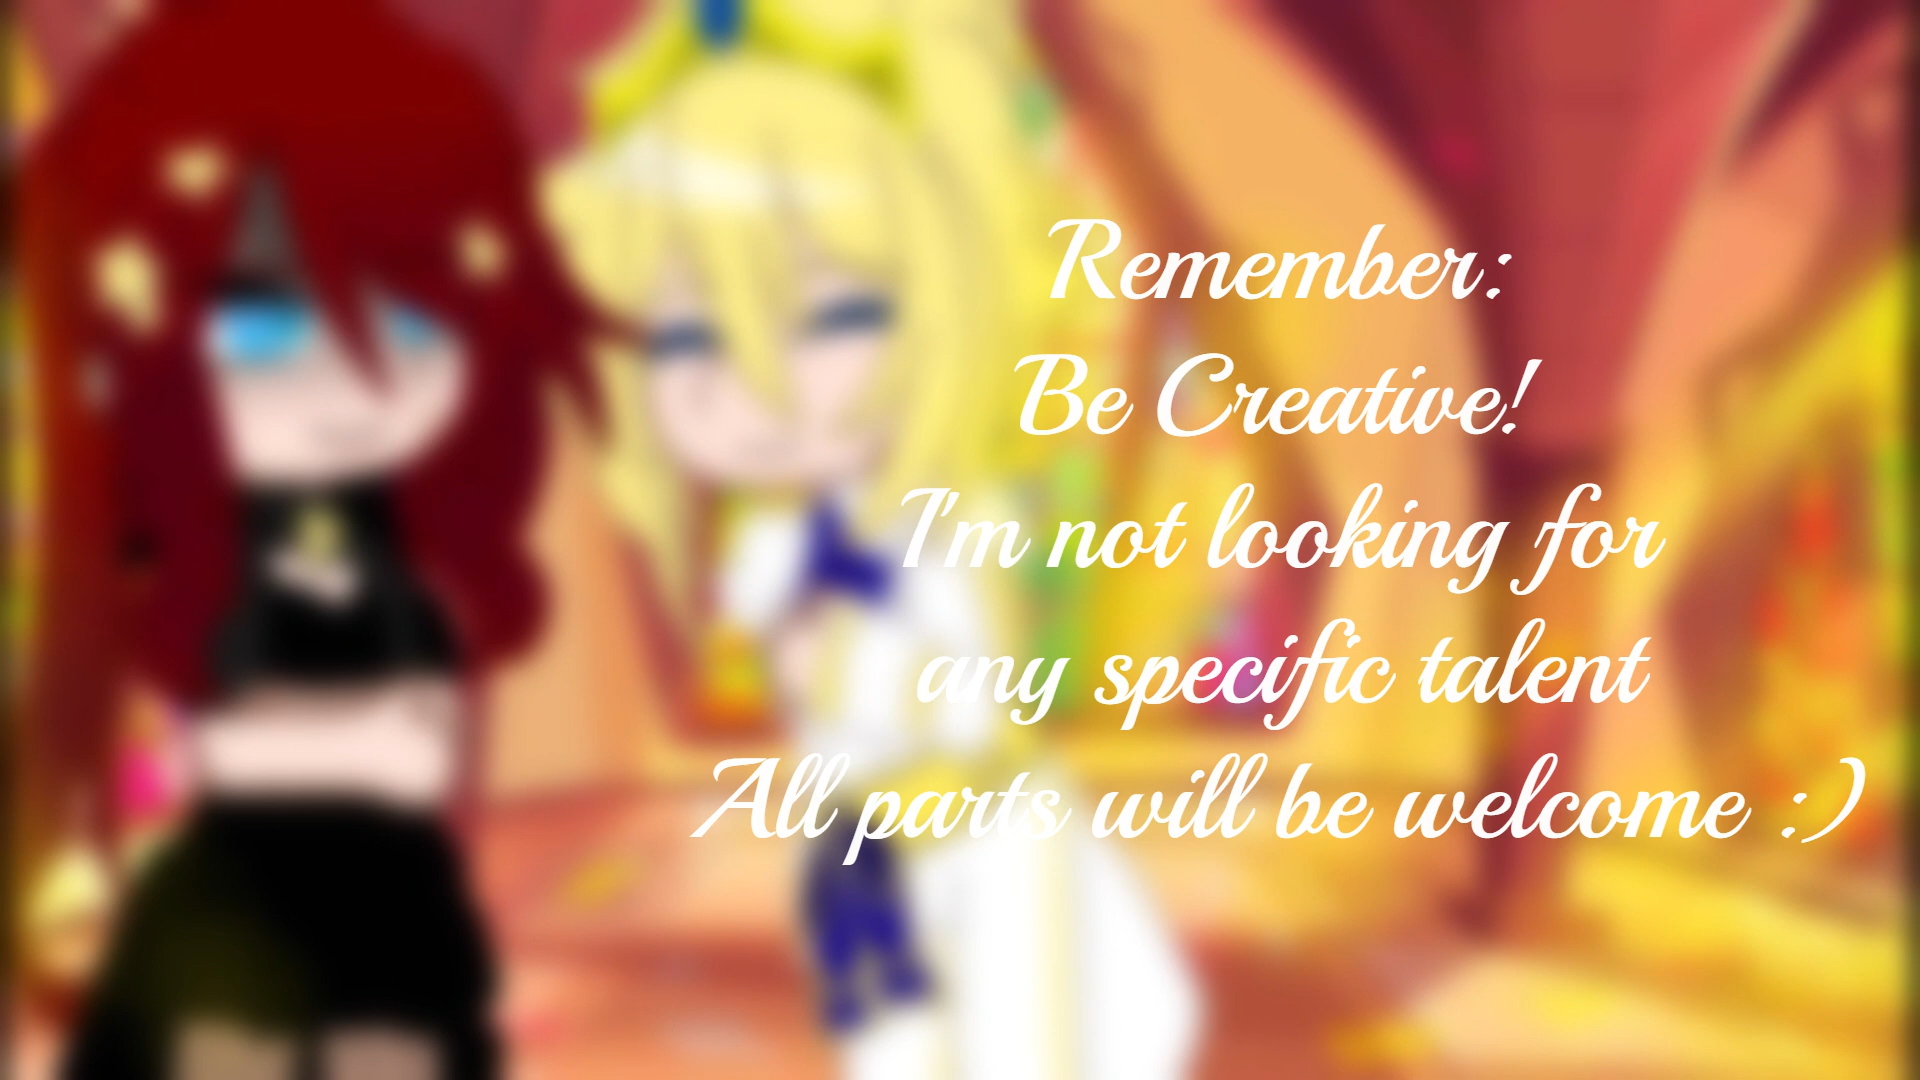 Remember:
Be Creative!
I'm not looking for
any specific talent
All parts will be welcome :)